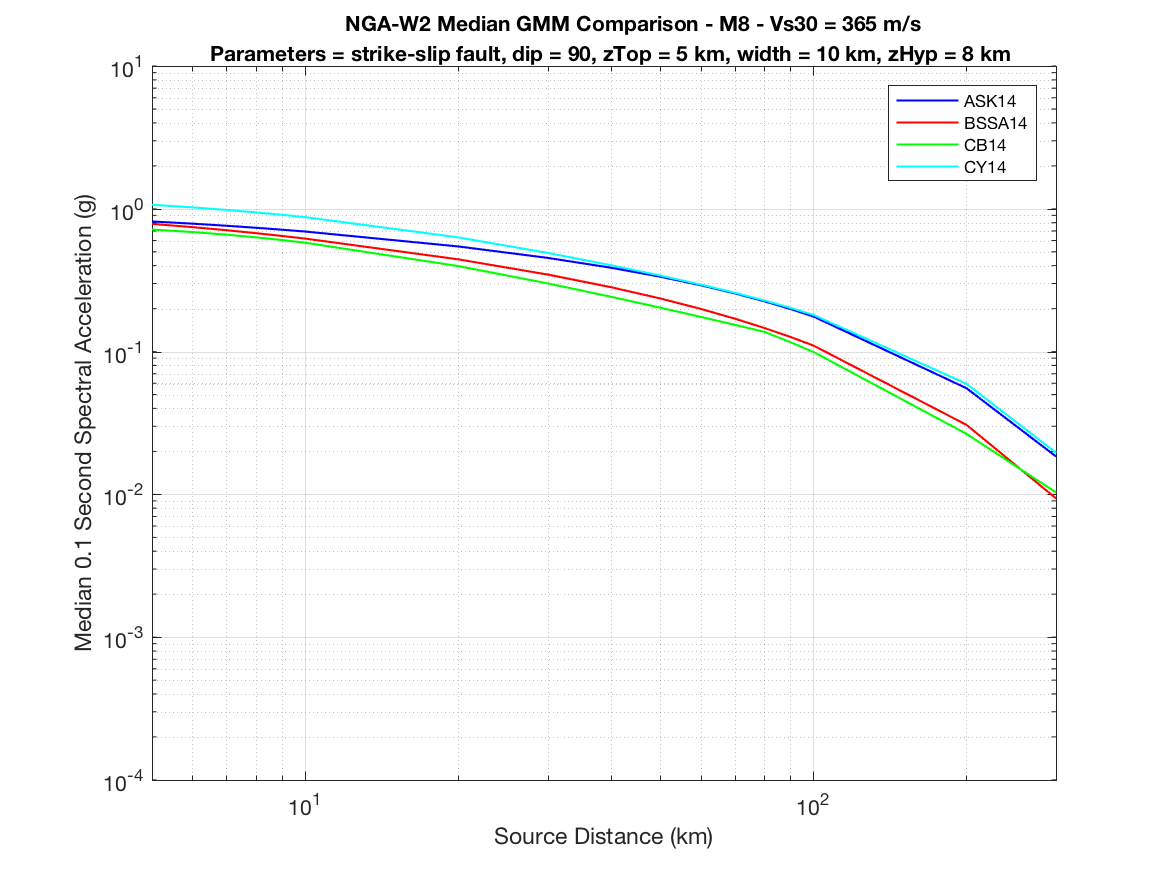 NGA-W2 Median GMM Comparison - M8 - Vs30 = 365 m/s
Parameters = strike-slip fault, dip = 90, zTop = 5 km, width = 10 km, zHyp = 8 km
ASK14
BSSA14
CB14
CY14
Median 0.1 Second Spectral Acceleration (g)
10^1
10^0
10^-1
10^-2
10^-3
10^-4
10^1
10^2
Source Distance (km)